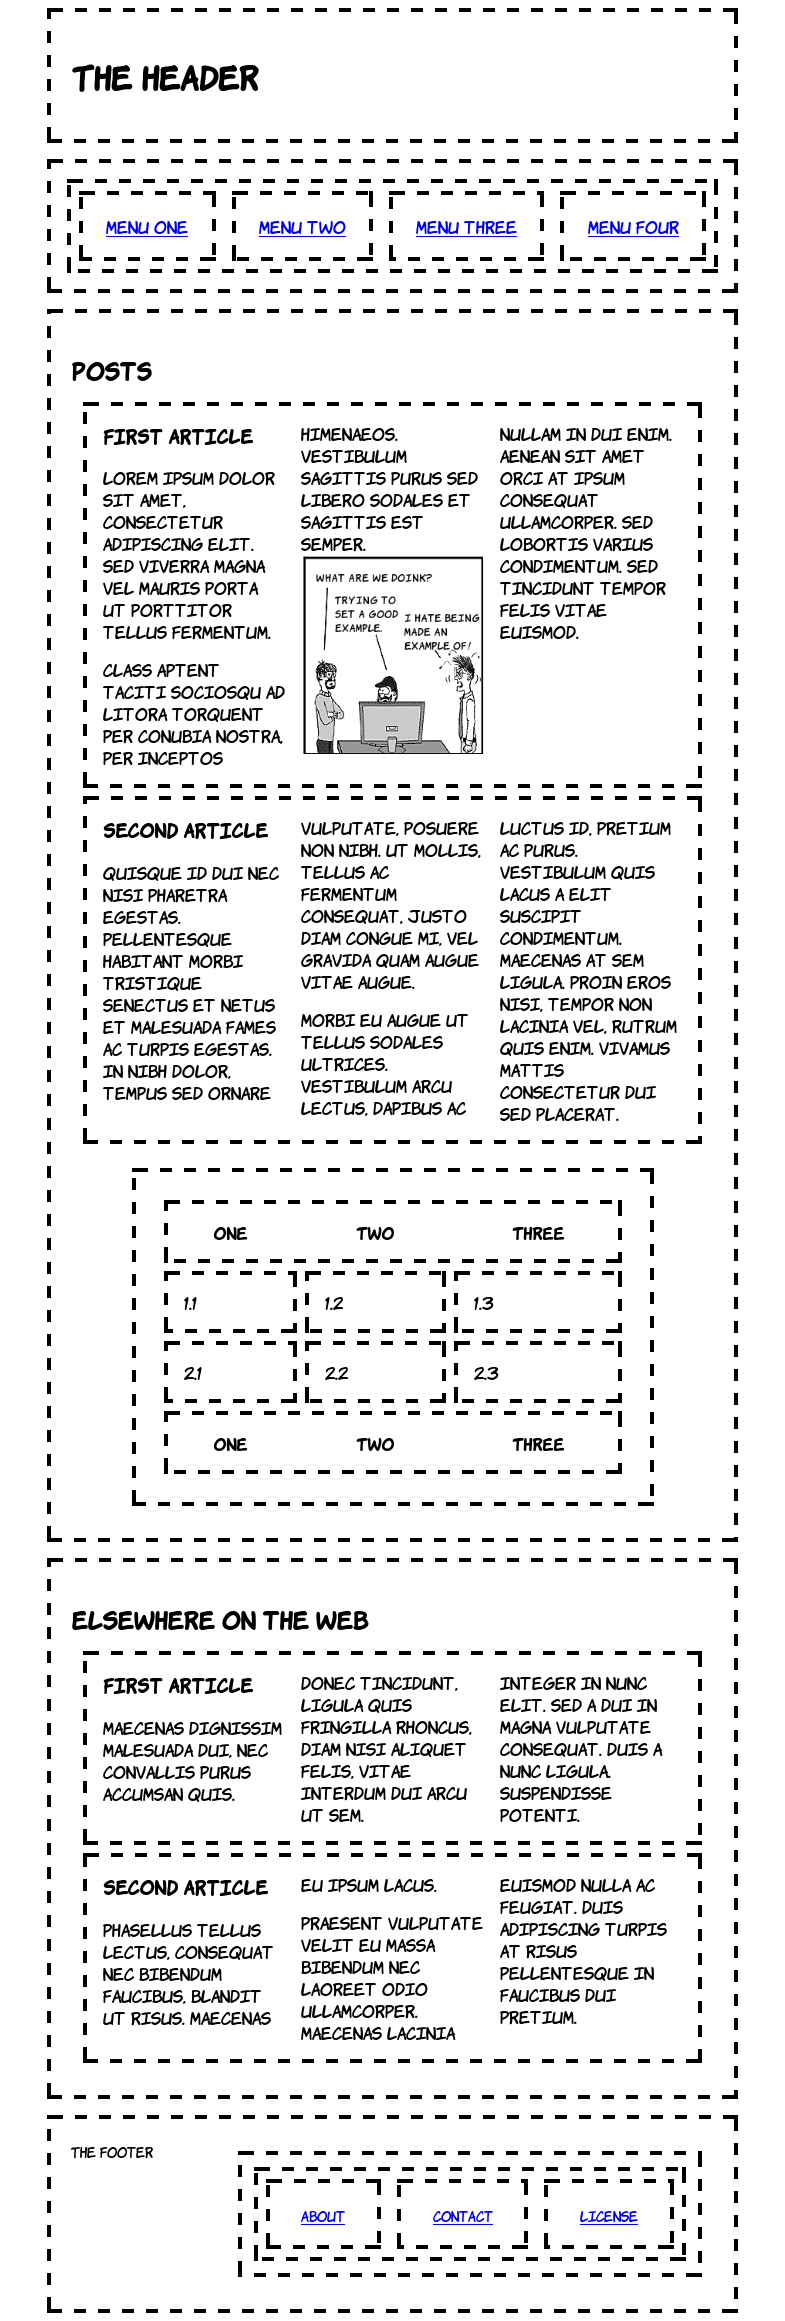 THE HEADER
MENU ONE MENU TWO MENU THREE MENU FOUR
POSTS
FIRST ARTICLE
LOREM IPSUM DOLOR
SIT AMET,
CONSECTETUR
ADIPISCING ELIT.
SED VIVERRA MAGNA
VEL MAURIS PORTA
UT PORTTITOR
TELLUS FERMENTUM.
CLASS APTENT
TACITI SOCIOSQU AD
LITORA TORQUENT
PER CONUBIA NOSTRA,
PER INCEPTOS
HIMENAEOS.
VESTIBULUM
SAGITTIS PURUS SED
LIBERO SODALES ET
SAGITTIS EST
SEMPER.
WHAT ARE WE DOINK?
TRYING TO
SET A GOOD
EXAMPLE.
I HATE BEING
MADE AN
EXAMPLE OF!
NULLAM IN DUI ENIM.
AENEAN SIT AMET
ORCI AT IPSUM
CONSEQUAT
ULLAMCORPER. SED
LOBORTIS VARIUS
CONDIMENTUM. SED
TINCIDUNT TEMPOR
FELIS VITAE
EUISMOD.
SECOND ARTICLE
QUISQUE ID DUI NEC
NISI PHARETRA
EGESTAS.
PELLENTESQUE
HABITANT MORBI
TRISTIQUE
SENECTUS ET NETUS
ET MALESUADA FAMES
AC TURPIS EGESTAS.
IN NIBH DOLOR,
TEMPUS SED ORNARE
VULPUTATE, POSUERE
NON NIBH. UT MOLLIS,
TELLUS AC
FERMENTUM
CONSEQUAT, JUSTO
DIAM CONGUE MI, VEL
GRAVIDA QUAM AUGUE
VITAE AUGUE.
MORBI EU AUGUE UT
TELLUS SODALES
ULTRICES.
VESTIBULUM ARCU
LECTUS, DAPIBUS AC
LUCTUS ID, PRETIUM
AC PURUS.
VESTIBULUM QUIS
LACUS A ELIT
SUSCIPIT
CONDIMENTUM.
MAECENAS AT SEM
LIGULA. PROIN EROS
NISI, TEMPOR NON
LACINIA VEL, RUTRUM
QUIS ENIM. VIVAMUS
MATTIS
CONSECTETUR DUI
SED PLACERAT.
ONE TWO THREE
1.1 1.2 1.3
2.1 2.2 2.3
ONE TWO THREE
ELSEWHERE ON THE WEB
FIRST ARTICLE
MAECENAS DIGNISSIM
MALESUADA DUI, NEC
CONVALLIS PURUS
ACCUMSAN QUIS.
DONEC TINCIDUNT,
LIGULA QUIS
FRINGILLA RHONCUS,
DIAM NISI ALIQUET
FELIS, VITAE
INTERDUM DUI ARCU
UT SEM.
INTEGER IN NUNC
ELIT. SED A DUI IN
MAGNA VULPUTATE
CONSEQUAT. DUIS A
NUNC LIGULA.
SUSPENDISSE
POTENTI.
SECOND ARTICLE
PHASELLUS TELLUS
LECTUS, CONSEQUAT
NEC BIBENDUM
FAUCIBUS, BLANDIT
UT RISUS. MAECENAS
EU IPSUM LACUS.
PRAESENT VULPUTATE
VELIT EU MASSA
BIBENDUM NEC
LAOREET ODIO
ULLAMCORPER.
MAECENAS LACINIA
EUISMOD NULLA AC
FEUGIAT. DUIS
ADIPISCING TURPIS
AT RISUS
PELLENTESQUE IN
FAUCIBUS DUI
PRETIUM.
THE FOOTER
ABOUT CONTACT LICENSE